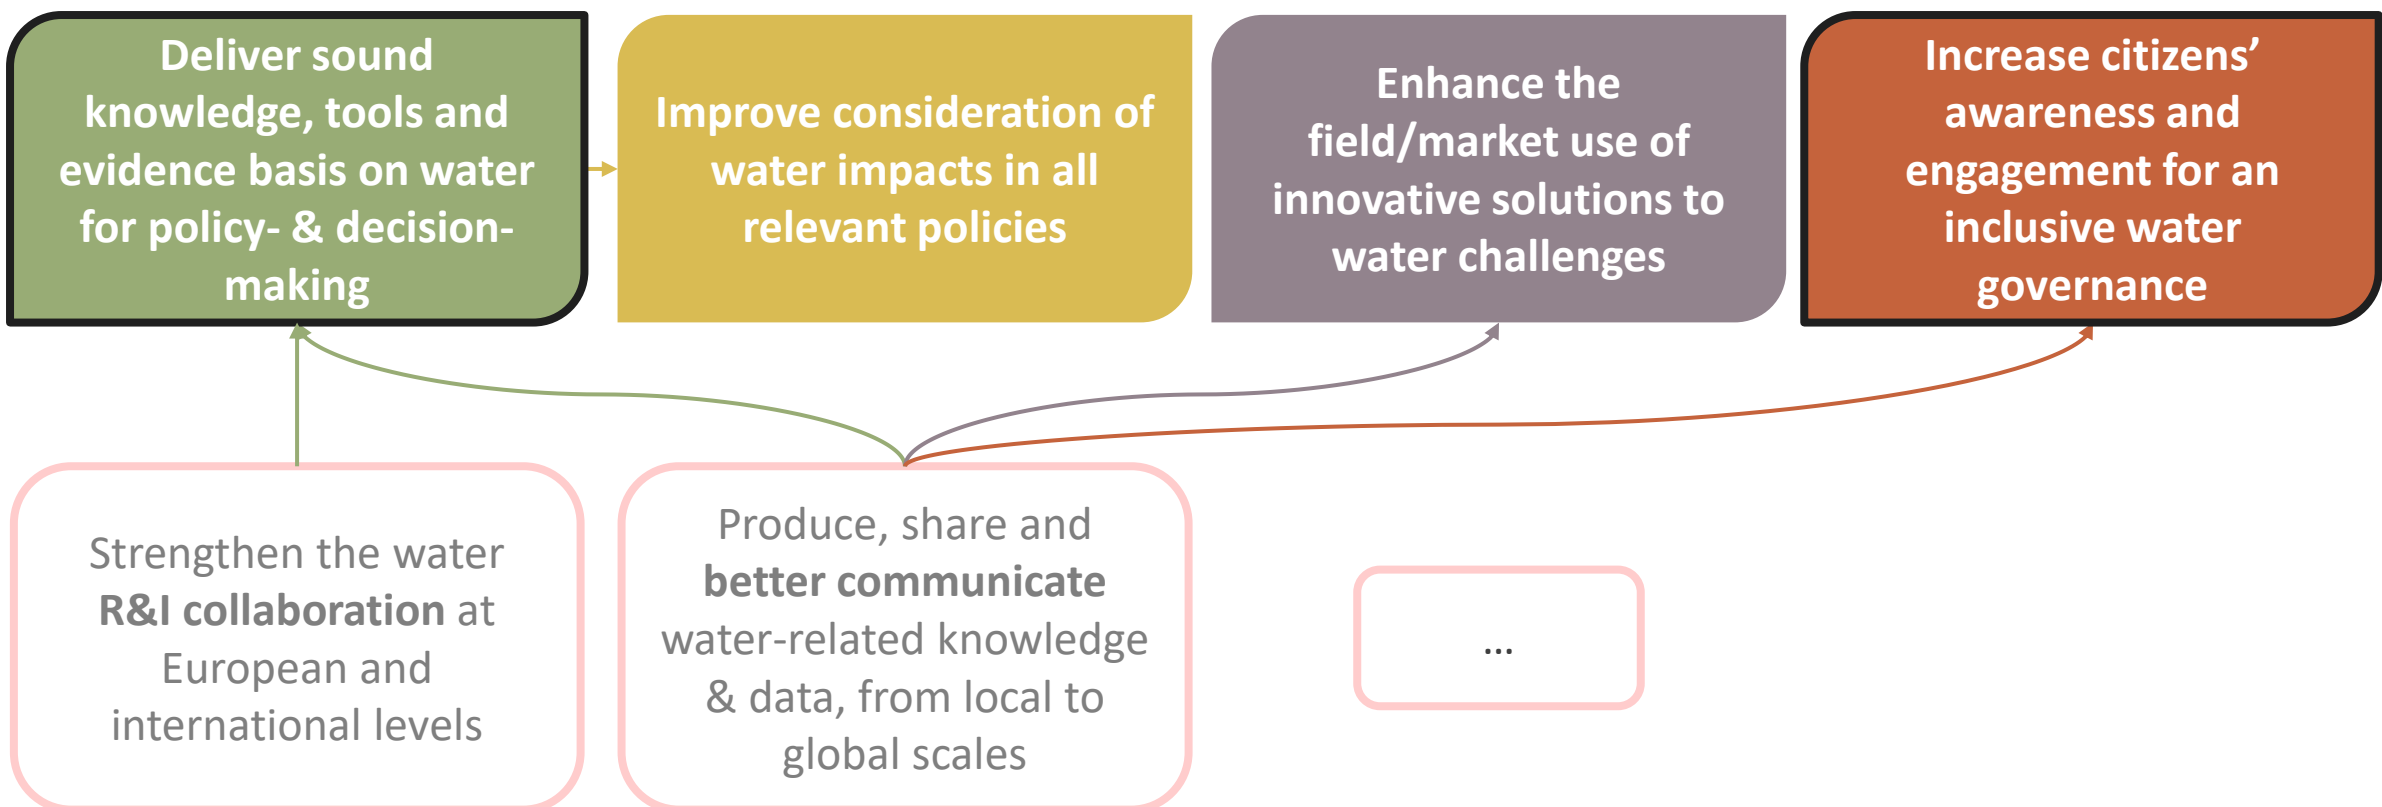 Deliver sound
knowledge, tools and
evidence basis on water
for policy- & decision-
making
Improve consideration of
water impacts in all
relevant policies
Enhance the
field/market use of
innovative solutions to
water challenges
Increase citizens’
awareness and
engagement for an
inclusive water
governance
Strengthen the water
R&I collaboration at
European and
international levels
Produce, share and
better communicate
water-related knowledge
& data, from local to
global scales
...